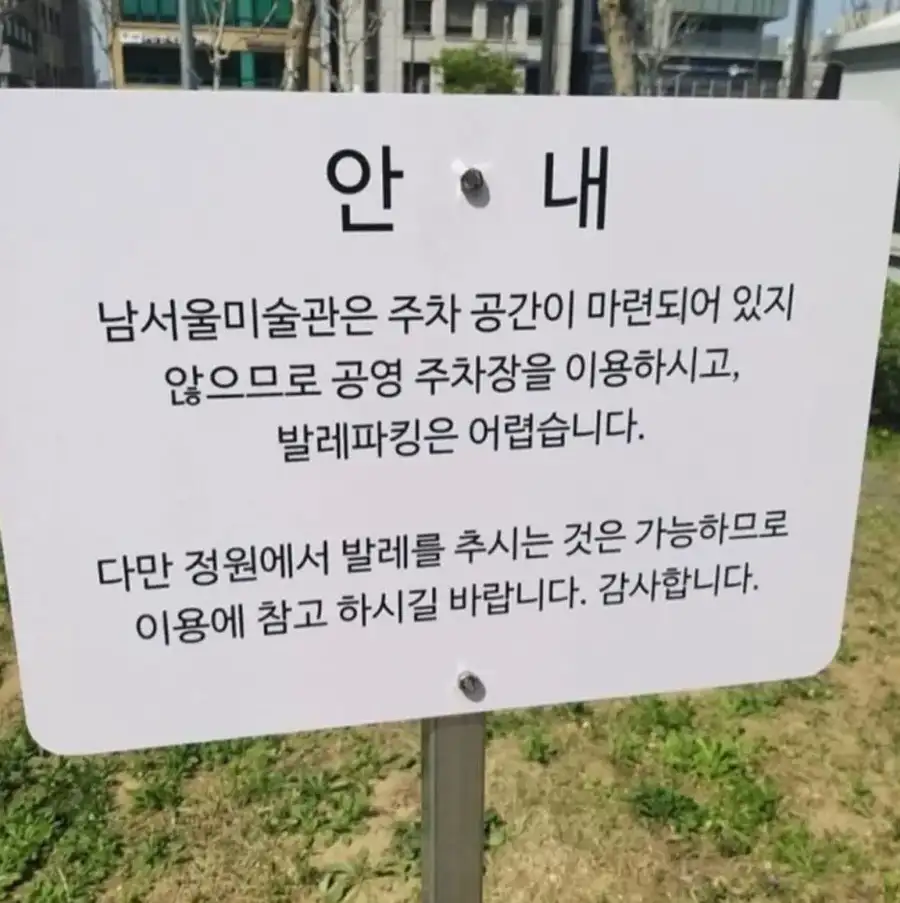 안 내
남서울미술관은 주차 공간이 마련되어 있지
않으므로 공영 주차장을 이용하시고,
발레파킹은 어렵습니다.
다만 정원에서 발레를 추시는 것은 가능하므로
이용에 참고 하시길 바랍니다. 감사합니다.